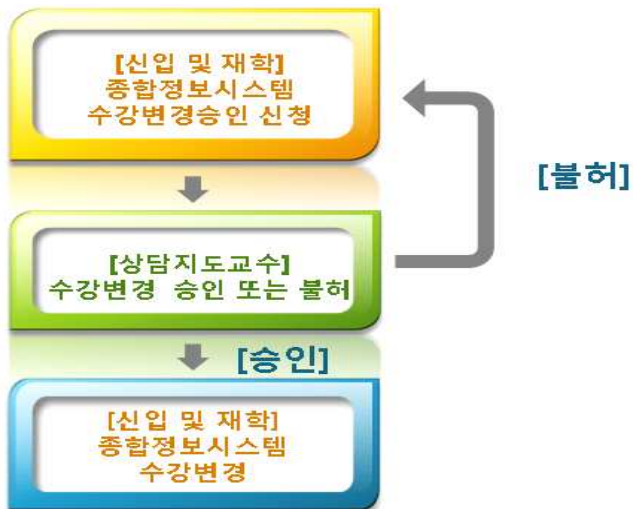 [신입 및 재학]
종합정보시스템
수강변경승인 신청
[불허]
[상담지도교수]
수강변경 승인 또는 불허
[승인]
[신입 및 재학]
종합정보시스템
수강변경